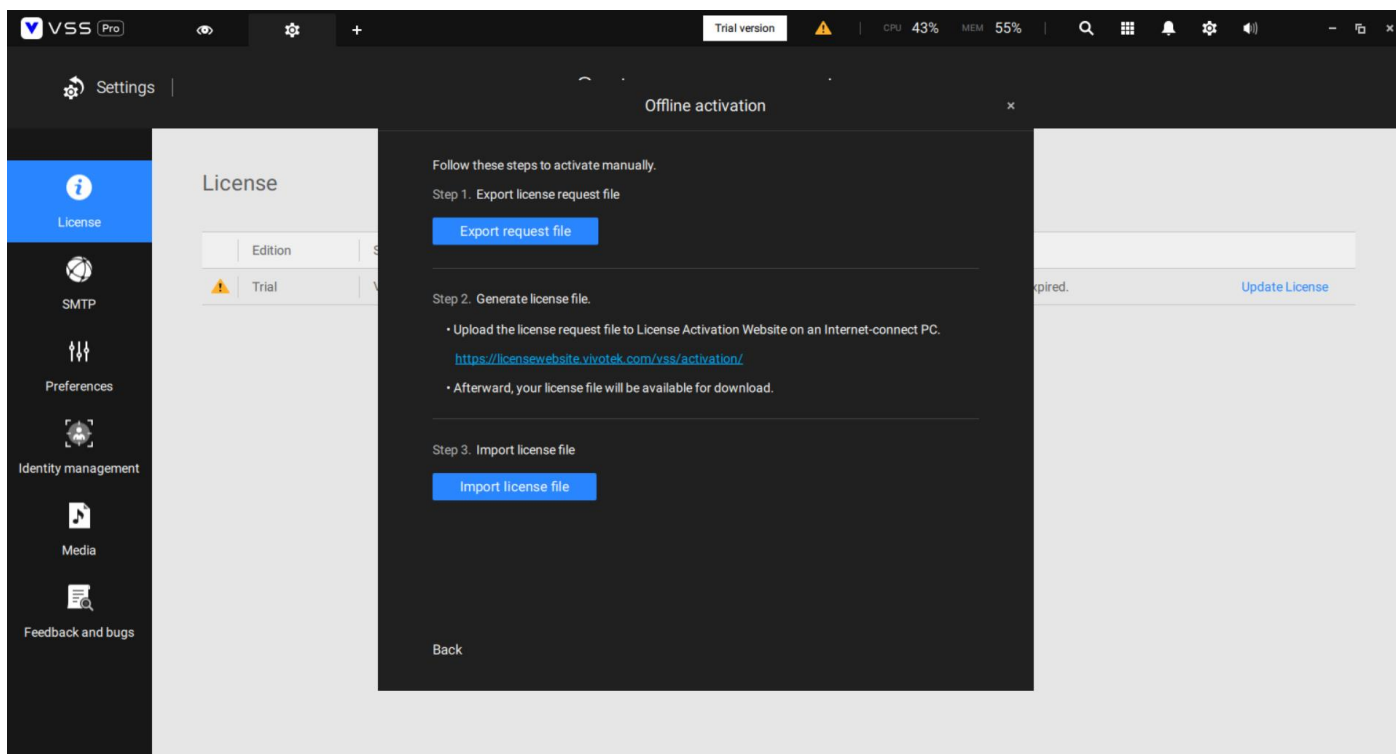 VSS Pro
Trial version
CPU 43% MEM 55%
Settings
Offline activation
License
SMTP
Preferences
Identity management
Media
Feedback and bugs
License
Edition
Trial
Update License
Follow these steps to activate manually.
Step 1. Export license request file
Export request file
Step 2. Generate license file.
• Upload the license request file to License Activation Website on an Internet-connect PC.
https://licensewebsite.vivotek.com/vss/activation/
• Afterward, your license file will be available for download.
Step 3. Import license file
Import license file
Back